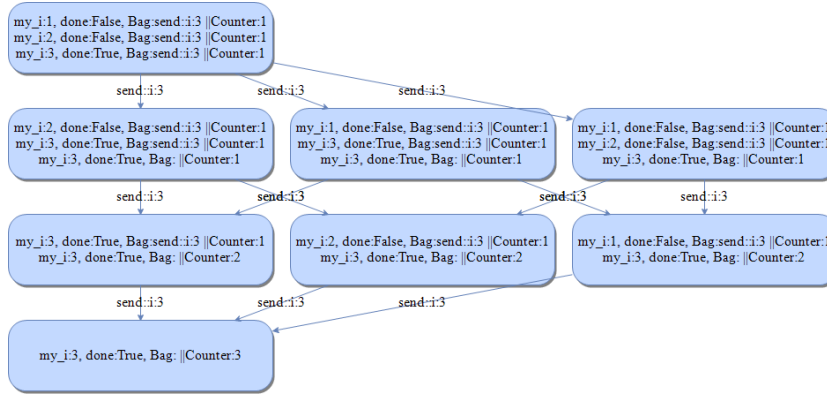 my_i:1, done:False, Bag:send::i:3 ||Counter:1
my_i:2, done:False, Bag:send::i:3 ||Counter:1
my_i:3, done:True, Bag:send::i:3 ||Counter:1
send::i:3
send::i:3
send::i:3
my_i:2, done:False, Bag:send::i:3 ||Counter:1
my_i:3, done:True, Bag:send::i:3 ||Counter:1
my_i:3, done:True, Bag: ||Counter:1
my_i:1, done:False, Bag:send::i:3 ||Counter:1
my_i:3, done:True, Bag:send::i:3 ||Counter:1
my_i:3, done:True, Bag: ||Counter:1
my_i:1, done:False, Bag:send::i:3 ||Counter:1
my_i:2, done:False, Bag:send::i:3 ||Counter:1
my_i:3, done:True, Bag: ||Counter:1
send::i:3
send::i:3
send::i:3
send::i:3
send::i:3
send::i:3
my_i:3, done:True, Bag:send::i:3 ||Counter:1
my_i:3, done:True, Bag: ||Counter:2
my_i:2, done:False, Bag:send::i:3 ||Counter:1
my_i:3, done:True, Bag: ||Counter:2
my_i:1, done:False, Bag:send::i:3 ||Counter:1
my_i:3, done:True, Bag: ||Counter:2
send::i:3
send::i:3
send::i:3
my_i:3, done:True, Bag: ||Counter:3